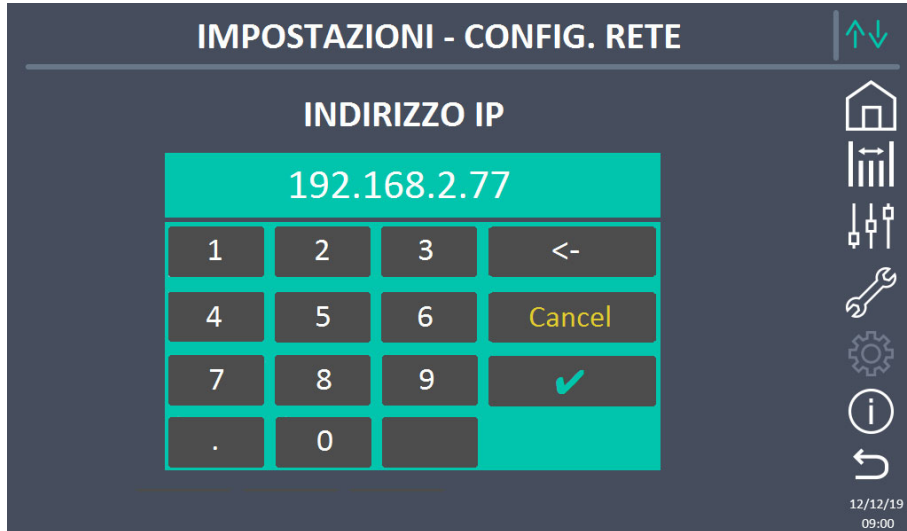 IMPOSTAZIONI - CONFIG. RETE
INDIRIZZO IP
192.168.2.77
1 2 3 <-
4 5 6 Cancel
7 8 9 ✔
. 0
12/12/19
09:00